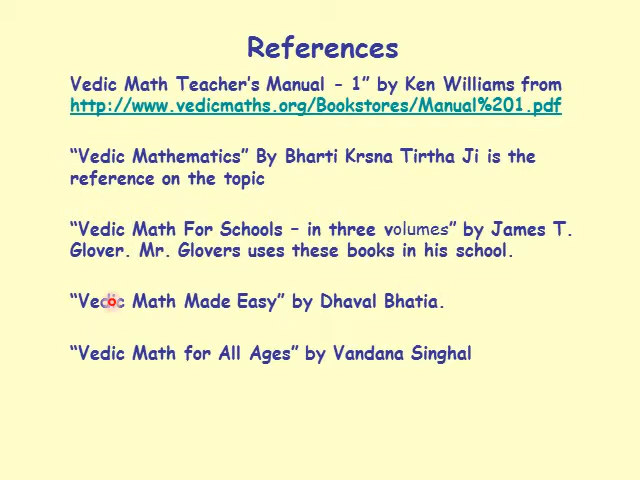 References
Vedic Math Teacher's Manual - 1" by Ken Williams from
http://www.vedicmaths.org/Bookstores/Manual%201.pdf
"Vedic Mathematics" By Bharti Krsna Tirtha Ji is the
reference on the topic
"Vedic Math For Schools – in three volumes" by James T.
Glover. Mr. Glovers uses these books in his school.
"Vedic Math Made Easy" by Dhaval Bhatia.
"Vedic Math for All Ages" by Vandana Singhal